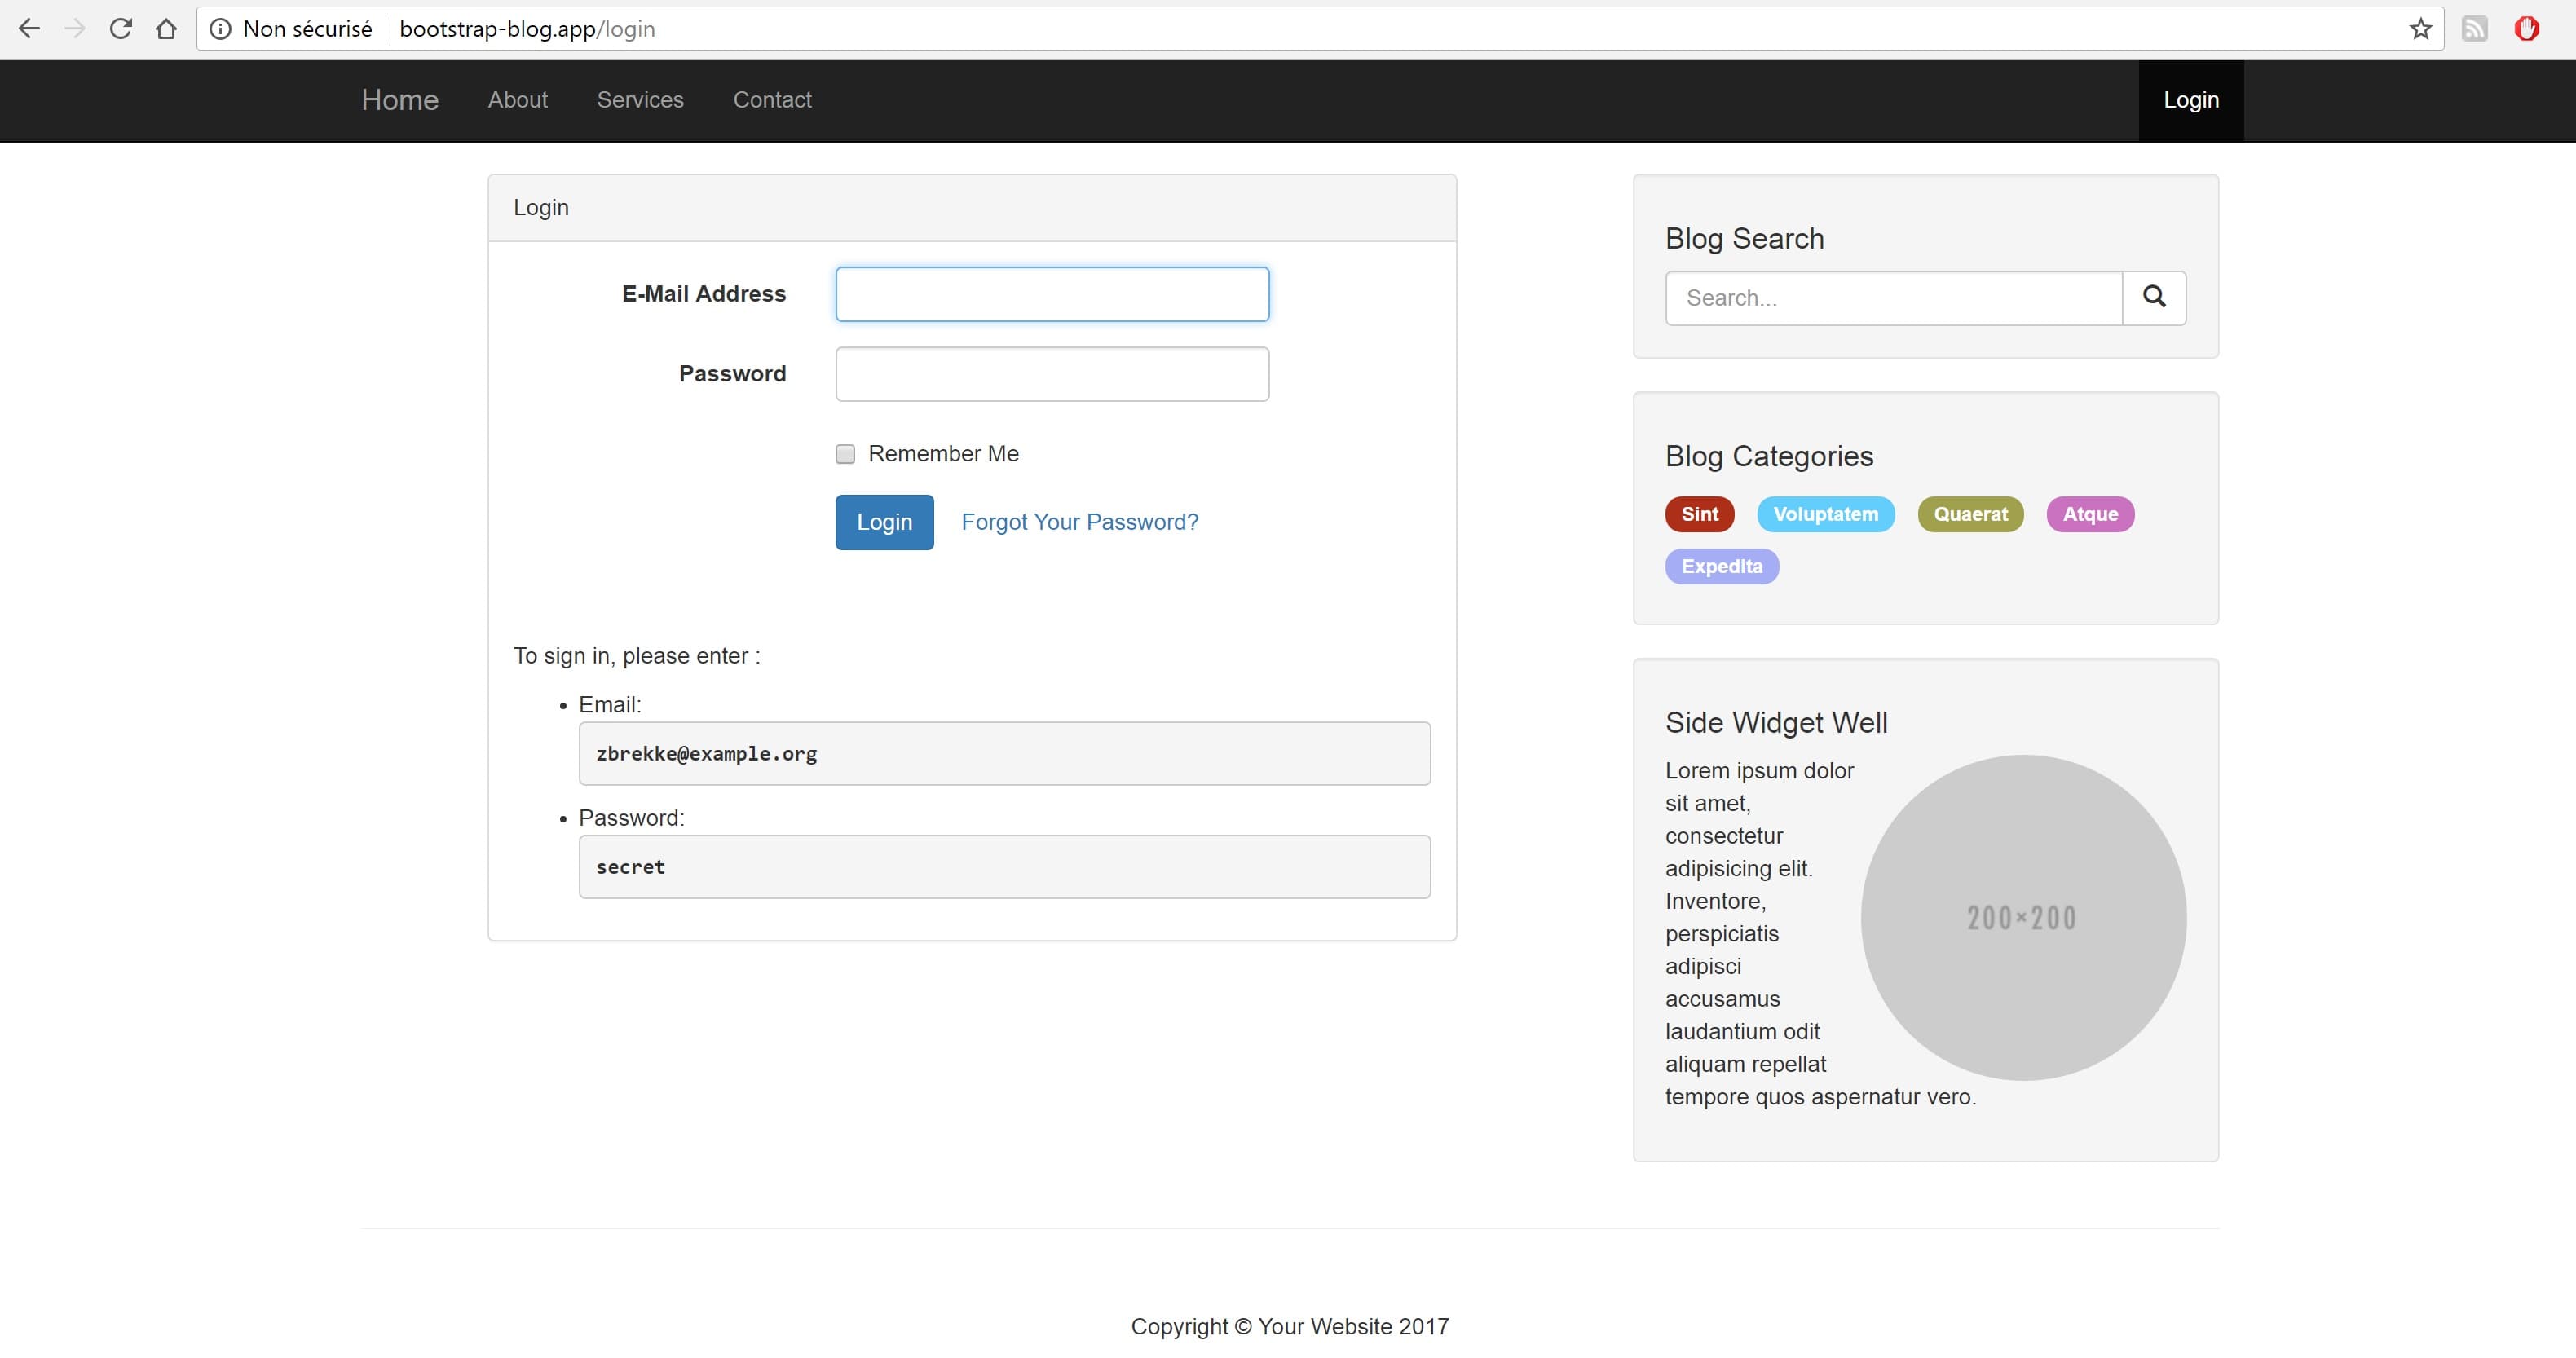 Non sécurisé bootstrap-blog.app/login
Home About Services Contact Login
Login
E-Mail Address
Password
Remember Me
Login Forgot Your Password?
To sign in, please enter :
Email:
zbrekke@example.org
Password:
secret
Blog Search
Search...
Blog Categories
Sint Voluptatem Quaerat Atque
Expedita
Side Widget Well
Lorem ipsum dolor
sit amet,
consectetur
adipisicing elit.
Inventore,
perspiciatis
adipisci
accusamus
laudantium odit
aliquam repellat
tempore quos aspernatur vero.
200×200
Copyright © Your Website 2017